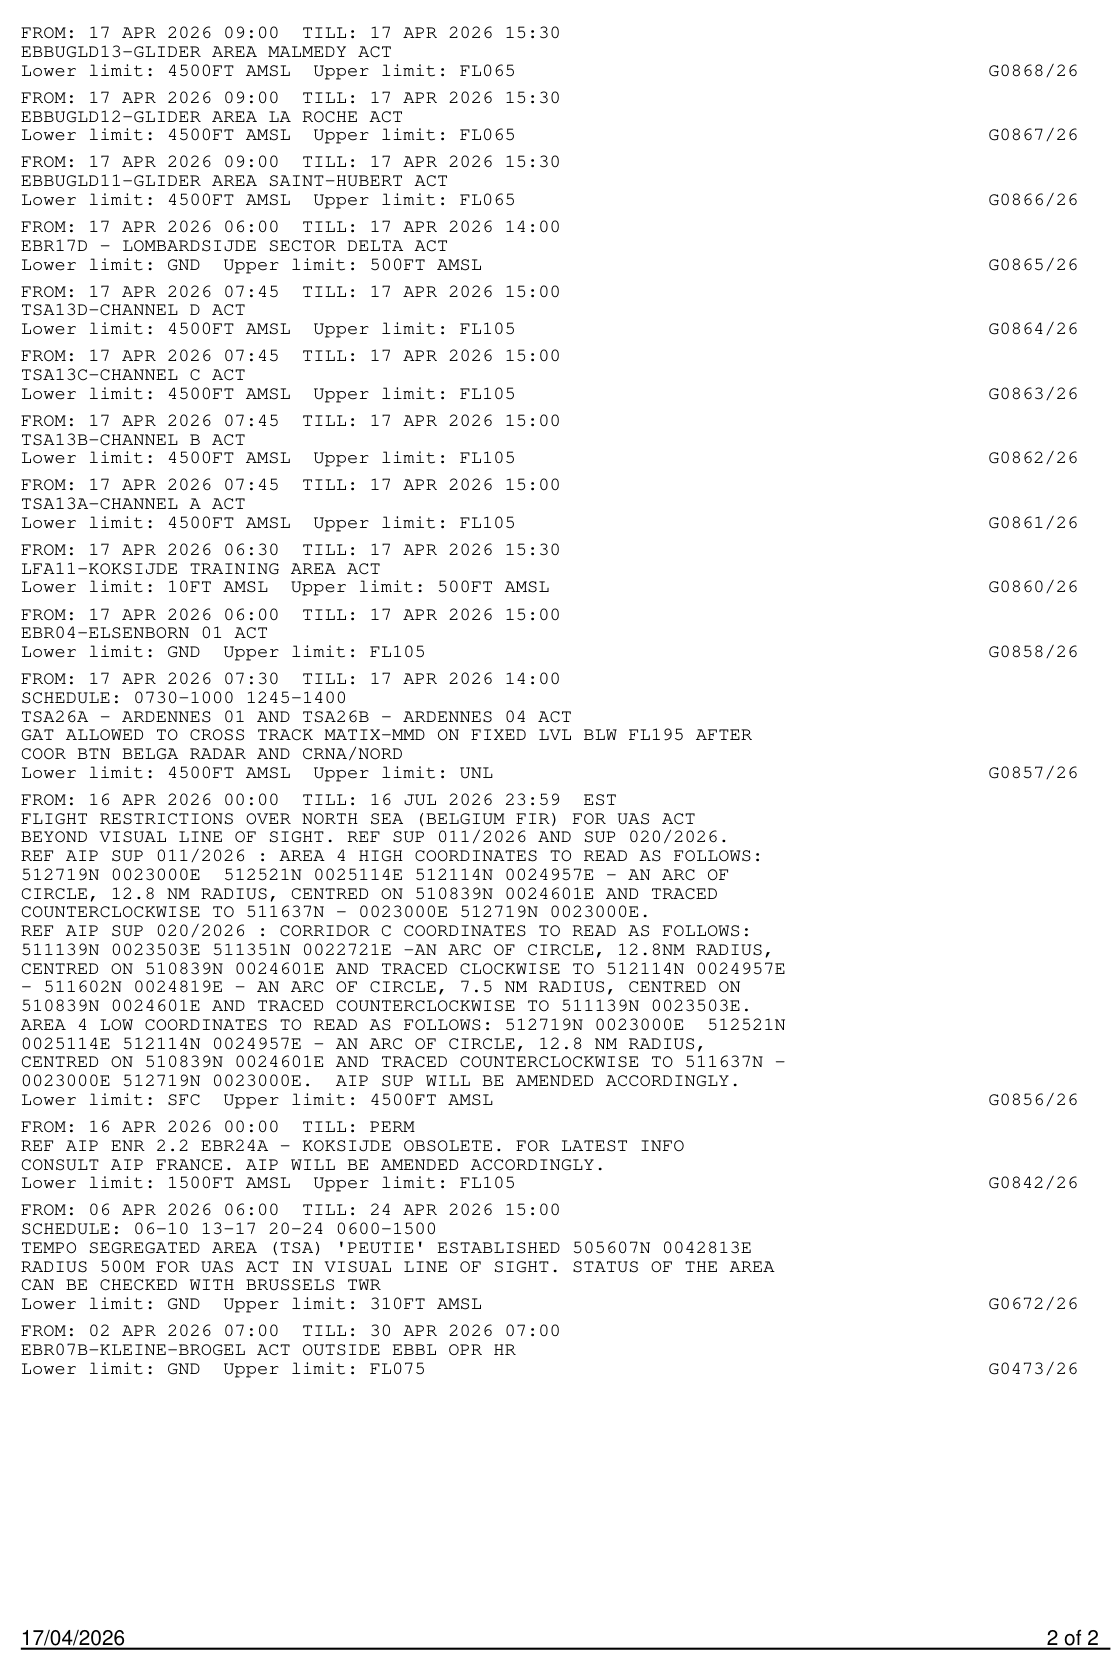 FROM: 17 APR 2026 09:00  TILL: 17 APR 2026 15:30
EBBUGLD13-GLIDER AREA MALMEDY ACT
Lower limit: 4500FT AMSL  Upper limit: FL065 G0868/26
FROM: 17 APR 2026 09:00  TILL: 17 APR 2026 15:30
EBBUGLD12-GLIDER AREA LA ROCHE ACT
Lower limit: 4500FT AMSL  Upper limit: FL065 G0867/26
FROM: 17 APR 2026 09:00  TILL: 17 APR 2026 15:30
EBBUGLD11-GLIDER AREA SAINT-HUBERT ACT
Lower limit: 4500FT AMSL  Upper limit: FL065 G0866/26
FROM: 17 APR 2026 06:00  TILL: 17 APR 2026 14:00
EBR17D - LOMBARDSIJDE SECTOR DELTA ACT
Lower limit: GND  Upper limit: 500FT AMSL G0865/26
FROM: 17 APR 2026 07:45  TILL: 17 APR 2026 15:00
TSA13D-CHANNEL D ACT
Lower limit: 4500FT AMSL  Upper limit: FL105 G0864/26
FROM: 17 APR 2026 07:45  TILL: 17 APR 2026 15:00
TSA13C-CHANNEL C ACT
Lower limit: 4500FT AMSL  Upper limit: FL105 G0863/26
FROM: 17 APR 2026 07:45  TILL: 17 APR 2026 15:00
TSA13B-CHANNEL B ACT
Lower limit: 4500FT AMSL  Upper limit: FL105 G0862/26
FROM: 17 APR 2026 07:45  TILL: 17 APR 2026 15:00
TSA13A-CHANNEL A ACT
Lower limit: 4500FT AMSL  Upper limit: FL105 G0861/26
FROM: 17 APR 2026 06:30  TILL: 17 APR 2026 15:30
LFA11-KOKSIJDE TRAINING AREA ACT
Lower limit: 10FT AMSL  Upper limit: 500FT AMSL G0860/26
FROM: 17 APR 2026 06:00  TILL: 17 APR 2026 15:00
EBR04-ELSENBORN 01 ACT
Lower limit: GND  Upper limit: FL105 G0858/26
FROM: 17 APR 2026 07:30  TILL: 17 APR 2026 14:00
SCHEDULE: 0730-1000 1245-1400
TSA26A - ARDENNES 01 AND TSA26B - ARDENNES 04 ACT
GAT ALLOWED TO CROSS TRACK MATIX-MMD ON FIXED LVL BLW FL195 AFTER
COOR BTN BELGA RADAR AND CRNA/NORD
Lower limit: 4500FT AMSL  Upper limit: UNL G0857/26
FROM: 16 APR 2026 00:00  TILL: 16 JUL 2026 23:59  EST
FLIGHT RESTRICTIONS OVER NORTH SEA (BELGIUM FIR) FOR UAS ACT
BEYOND VISUAL LINE OF SIGHT. REF SUP 011/2026 AND SUP 020/2026.
REF AIP SUP 011/2026 : AREA 4 HIGH COORDINATES TO READ AS FOLLOWS:
512719N 0023000E  512521N 0025114E 512114N 0024957E - AN ARC OF
CIRCLE, 12.8 NM RADIUS, CENTRED ON 510839N 0024601E AND TRACED
COUNTERCLOCKWISE TO 511637N - 0023000E 512719N 0023000E.
REF AIP SUP 020/2026 : CORRIDOR C COORDINATES TO READ AS FOLLOWS:
511139N 0023503E 511351N 0022721E -AN ARC OF CIRCLE, 12.8NM RADIUS,
CENTRED ON 510839N 0024601E AND TRACED CLOCKWISE TO 512114N 0024957E
- 511602N 0024819E - AN ARC OF CIRCLE, 7.5 NM RADIUS, CENTRED ON
510839N 0024601E AND TRACED COUNTERCLOCKWISE TO 511139N 0023503E.
AREA 4 LOW COORDINATES TO READ AS FOLLOWS: 512719N 0023000E  512521N
0025114E 512114N 0024957E - AN ARC OF CIRCLE, 12.8 NM RADIUS,
CENTRED ON 510839N 0024601E AND TRACED COUNTERCLOCKWISE TO 511637N -
0023000E 512719N 0023000E.  AIP SUP WILL BE AMENDED ACCORDINGLY.
Lower limit: SFC  Upper limit: 4500FT AMSL G0856/26
FROM: 16 APR 2026 00:00  TILL: PERM
REF AIP ENR 2.2 EBR24A - KOKSIJDE OBSOLETE. FOR LATEST INFO
CONSULT AIP FRANCE. AIP WILL BE AMENDED ACCORDINGLY.
Lower limit: 1500FT AMSL  Upper limit: FL105 G0842/26
FROM: 06 APR 2026 06:00  TILL: 24 APR 2026 15:00
SCHEDULE: 06-10 13-17 20-24 0600-1500
TEMPO SEGREGATED AREA (TSA) 'PEUTIE' ESTABLISHED 505607N 0042813E
RADIUS 500M FOR UAS ACT IN VISUAL LINE OF SIGHT. STATUS OF THE AREA
CAN BE CHECKED WITH BRUSSELS TWR
Lower limit: GND  Upper limit: 310FT AMSL G0672/26
FROM: 02 APR 2026 07:00  TILL: 30 APR 2026 07:00
EBR07B-KLEINE-BROGEL ACT OUTSIDE EBBL OPR HR
Lower limit: GND  Upper limit: FL075 G0473/26
17/04/2026 2 of 2